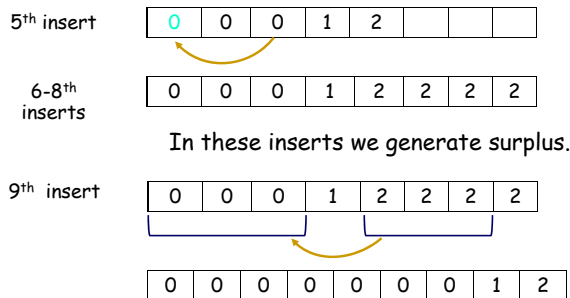 5th insert 0 0 0 1 2
6-8th inserts 0 0 0 1 2 2 2 2
In these inserts we generate surplus.
9th insert 0 0 0 1 2 2 2 2
0 0 0 0 0 0 0 1 2